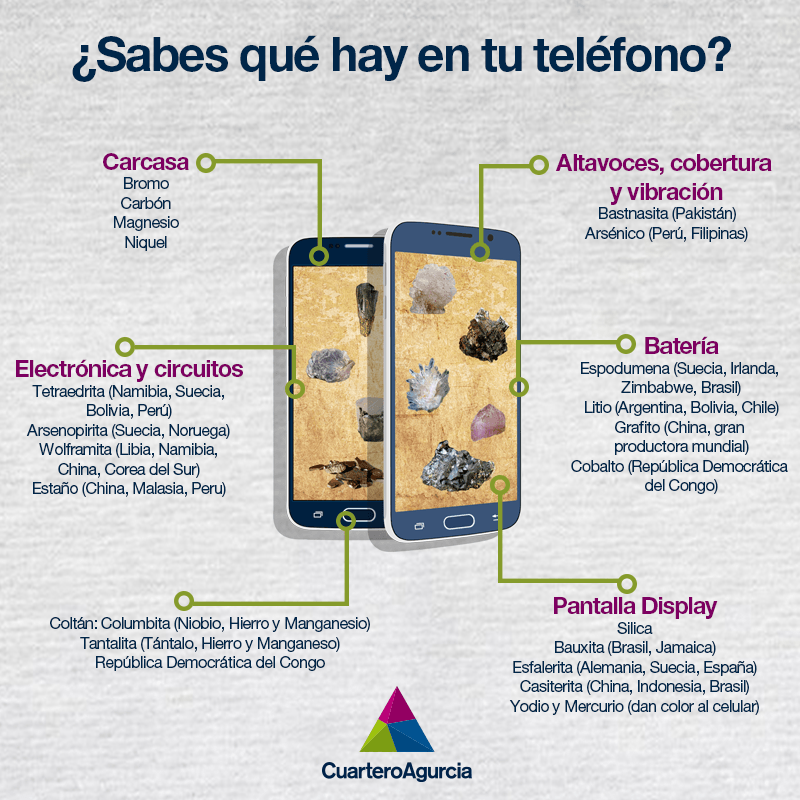 ¿Sabes qué hay en tu teléfono?
Carcasa
Bromo
Carbón
Magnesio
Niquel
Altavoces, cobertura
y vibración
Bastnasita (Pakistán)
Arsénico (Perú, Filipinas)
Electrónica y circuitos
Tetraedrita (Namibia, Suecia,
Bolivia, Perú)
Arsenopirita (Suecia, Noruega)
Wolframita (Libia, Namibia,
China, Corea del Sur)
Estaño (China, Malasia, Peru)
Batería
Espodumena (Suecia, Irlanda,
Zimbabwe, Brasil)
Litio (Argentina, Bolivia, Chile)
Grafito (China, gran
productora mundial)
Cobalto (República Democrática
del Congo)
Coltán: Columbita (Niobio, Hierro y Manganesio)
Tantalita (Tántalo, Hierro y Manganeso)
República Democrática del Congo
Pantalla Display
Silica
Bauxita (Brasil, Jamaica)
Esfalerita (Alemania, Suecia, España)
Casiterita (China, Indonesia, Brasil)
Yodio y Mercurio (dan color al celular)
CuarteroAgurcia